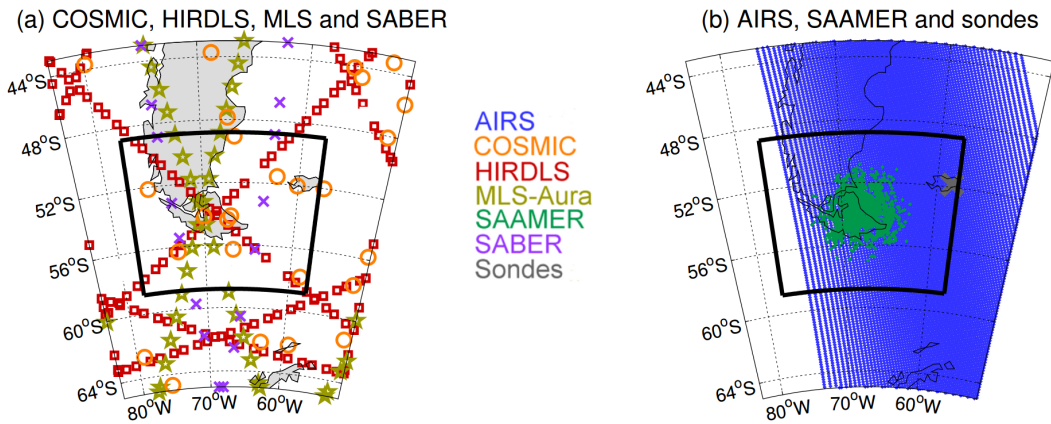 (a) COSMIC, HIRDLS, MLS and SABER
44°S
48°S
52°S
56°S
60°S
64°S
80°W
70°W
60°W
AIRS
COSMIC
HIRDLS
MLS-Aura
SAAMER
SABER
Sondes
(b) AIRS, SAAMER and sondes
44°S
48°S
52°S
56°S
60°S
64°S
80°W
70°W
60°W